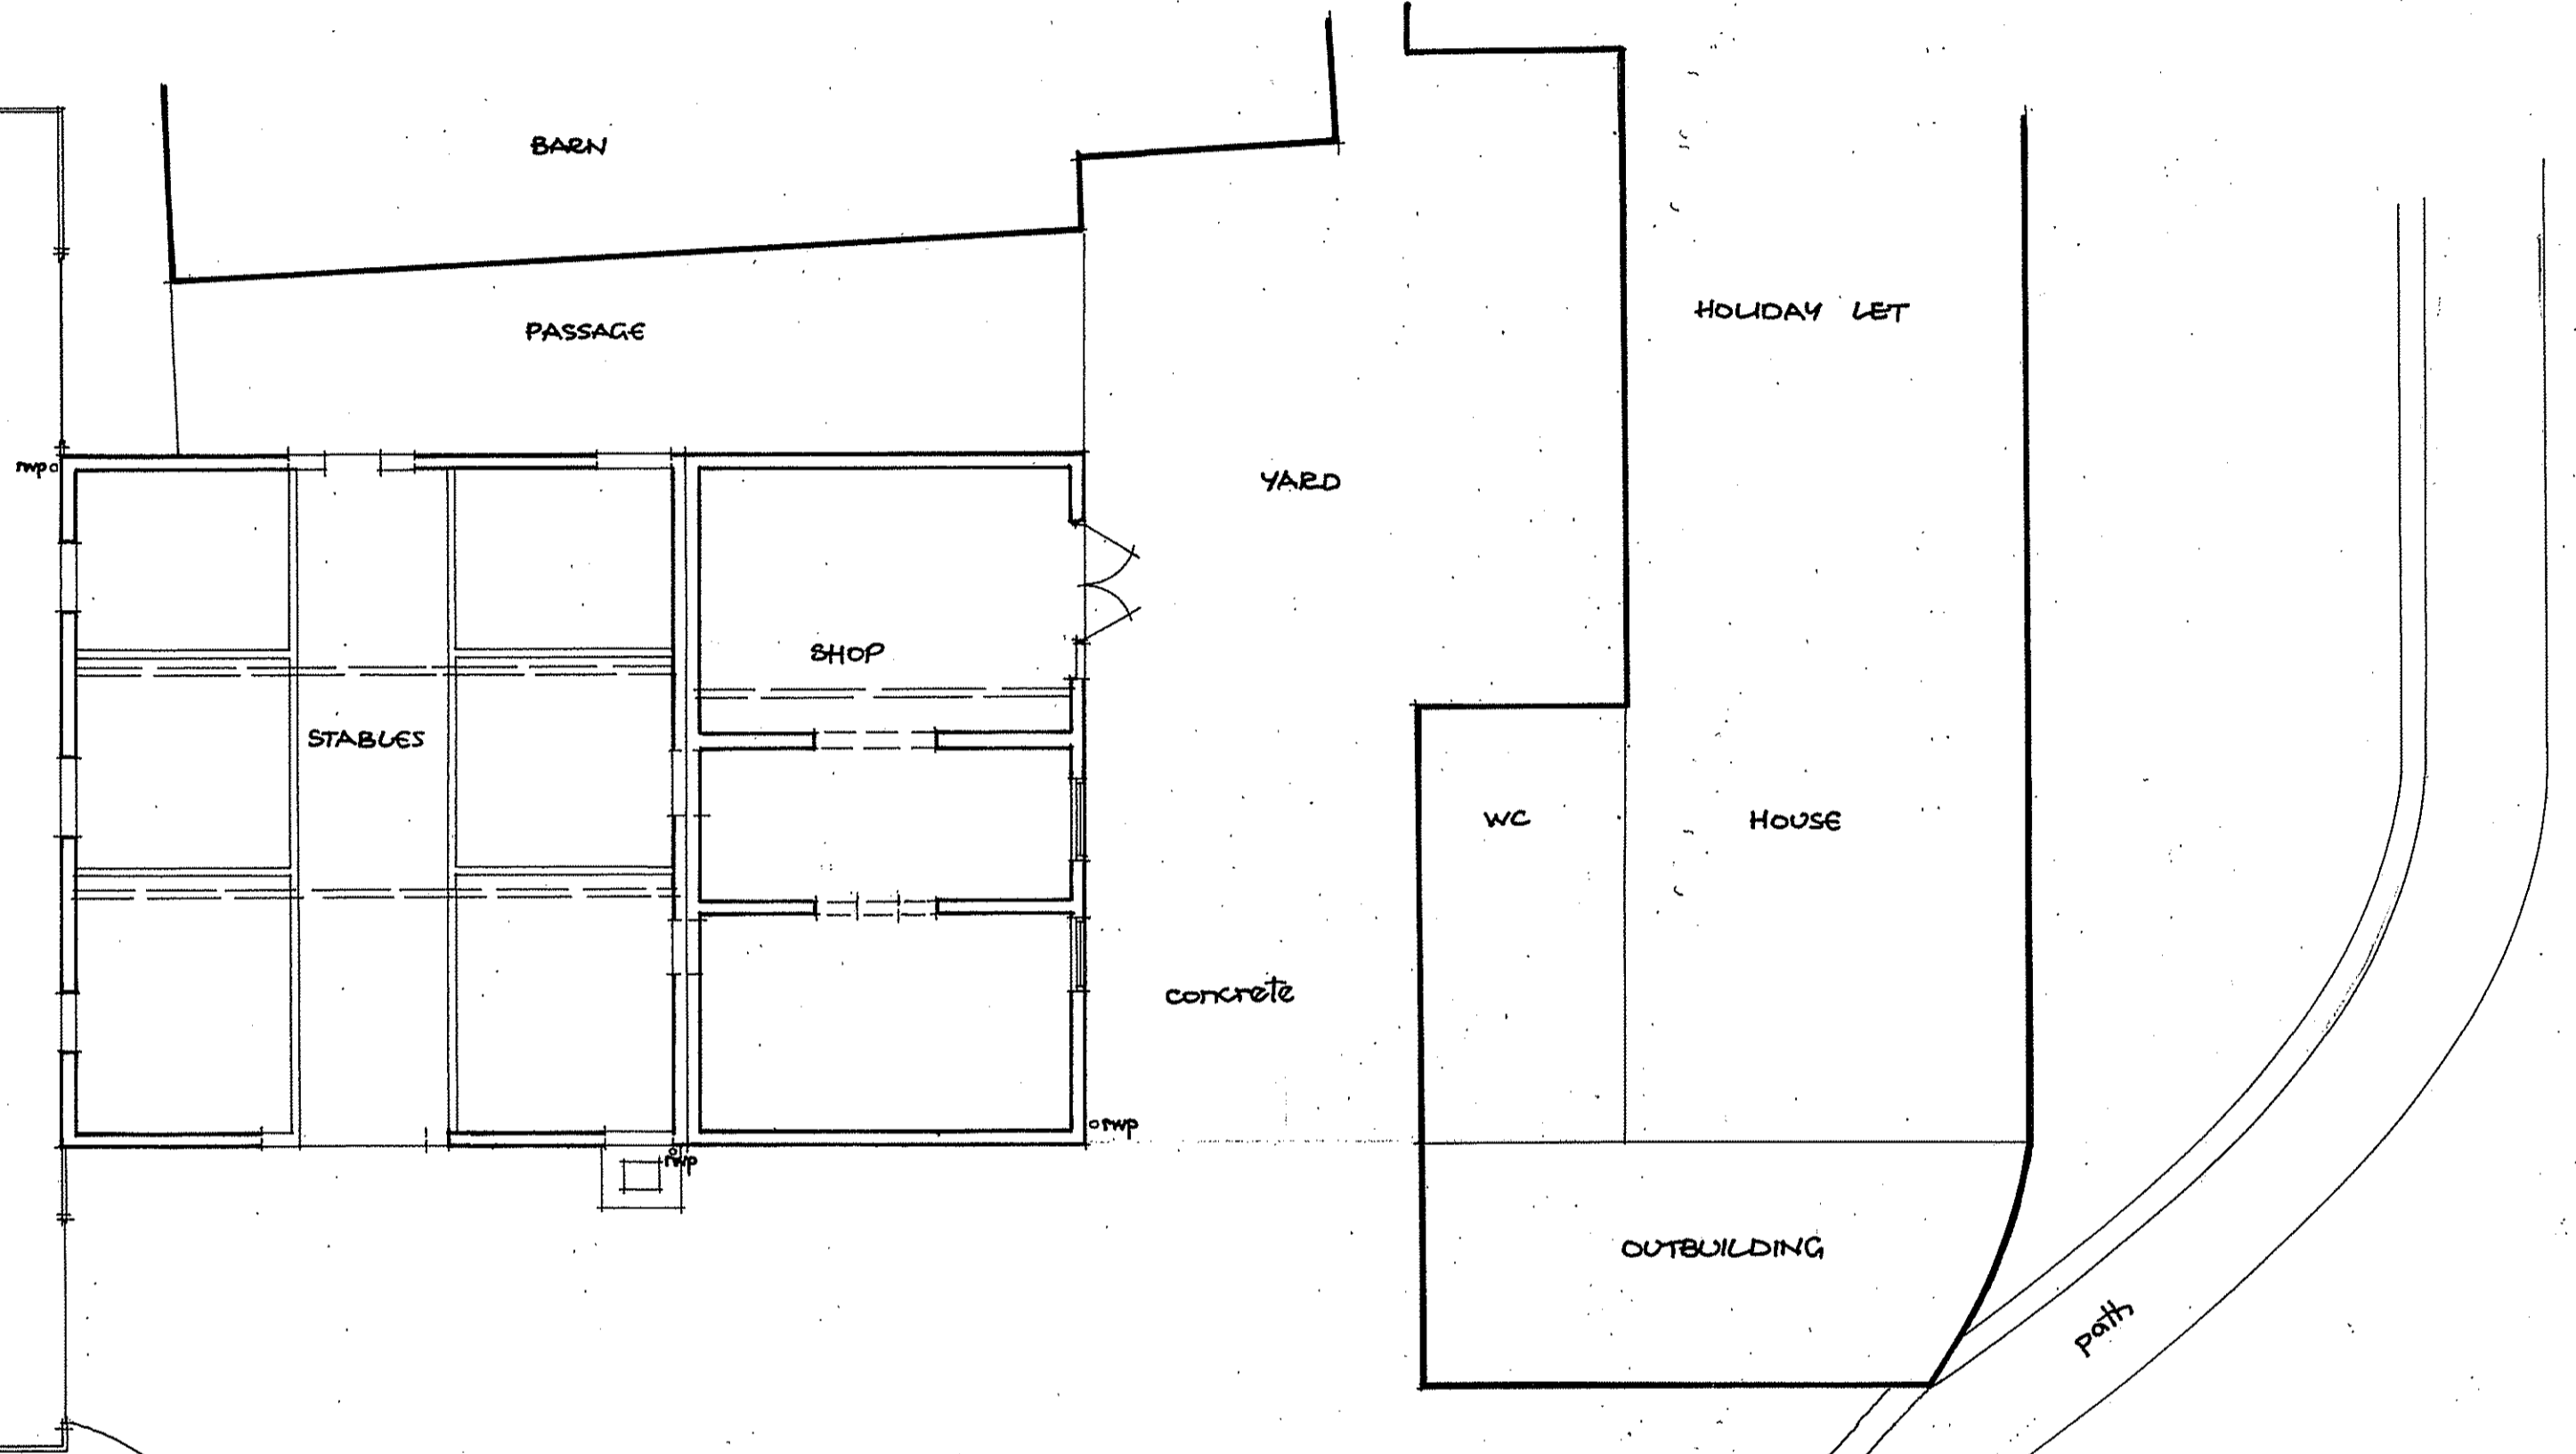 BARN
PASSAGE
HOLIDAY LET
rwp
YARD
SHOP
STABLES
WC
HOUSE
concrete
rwp
rwp
OUTBUILDING
path